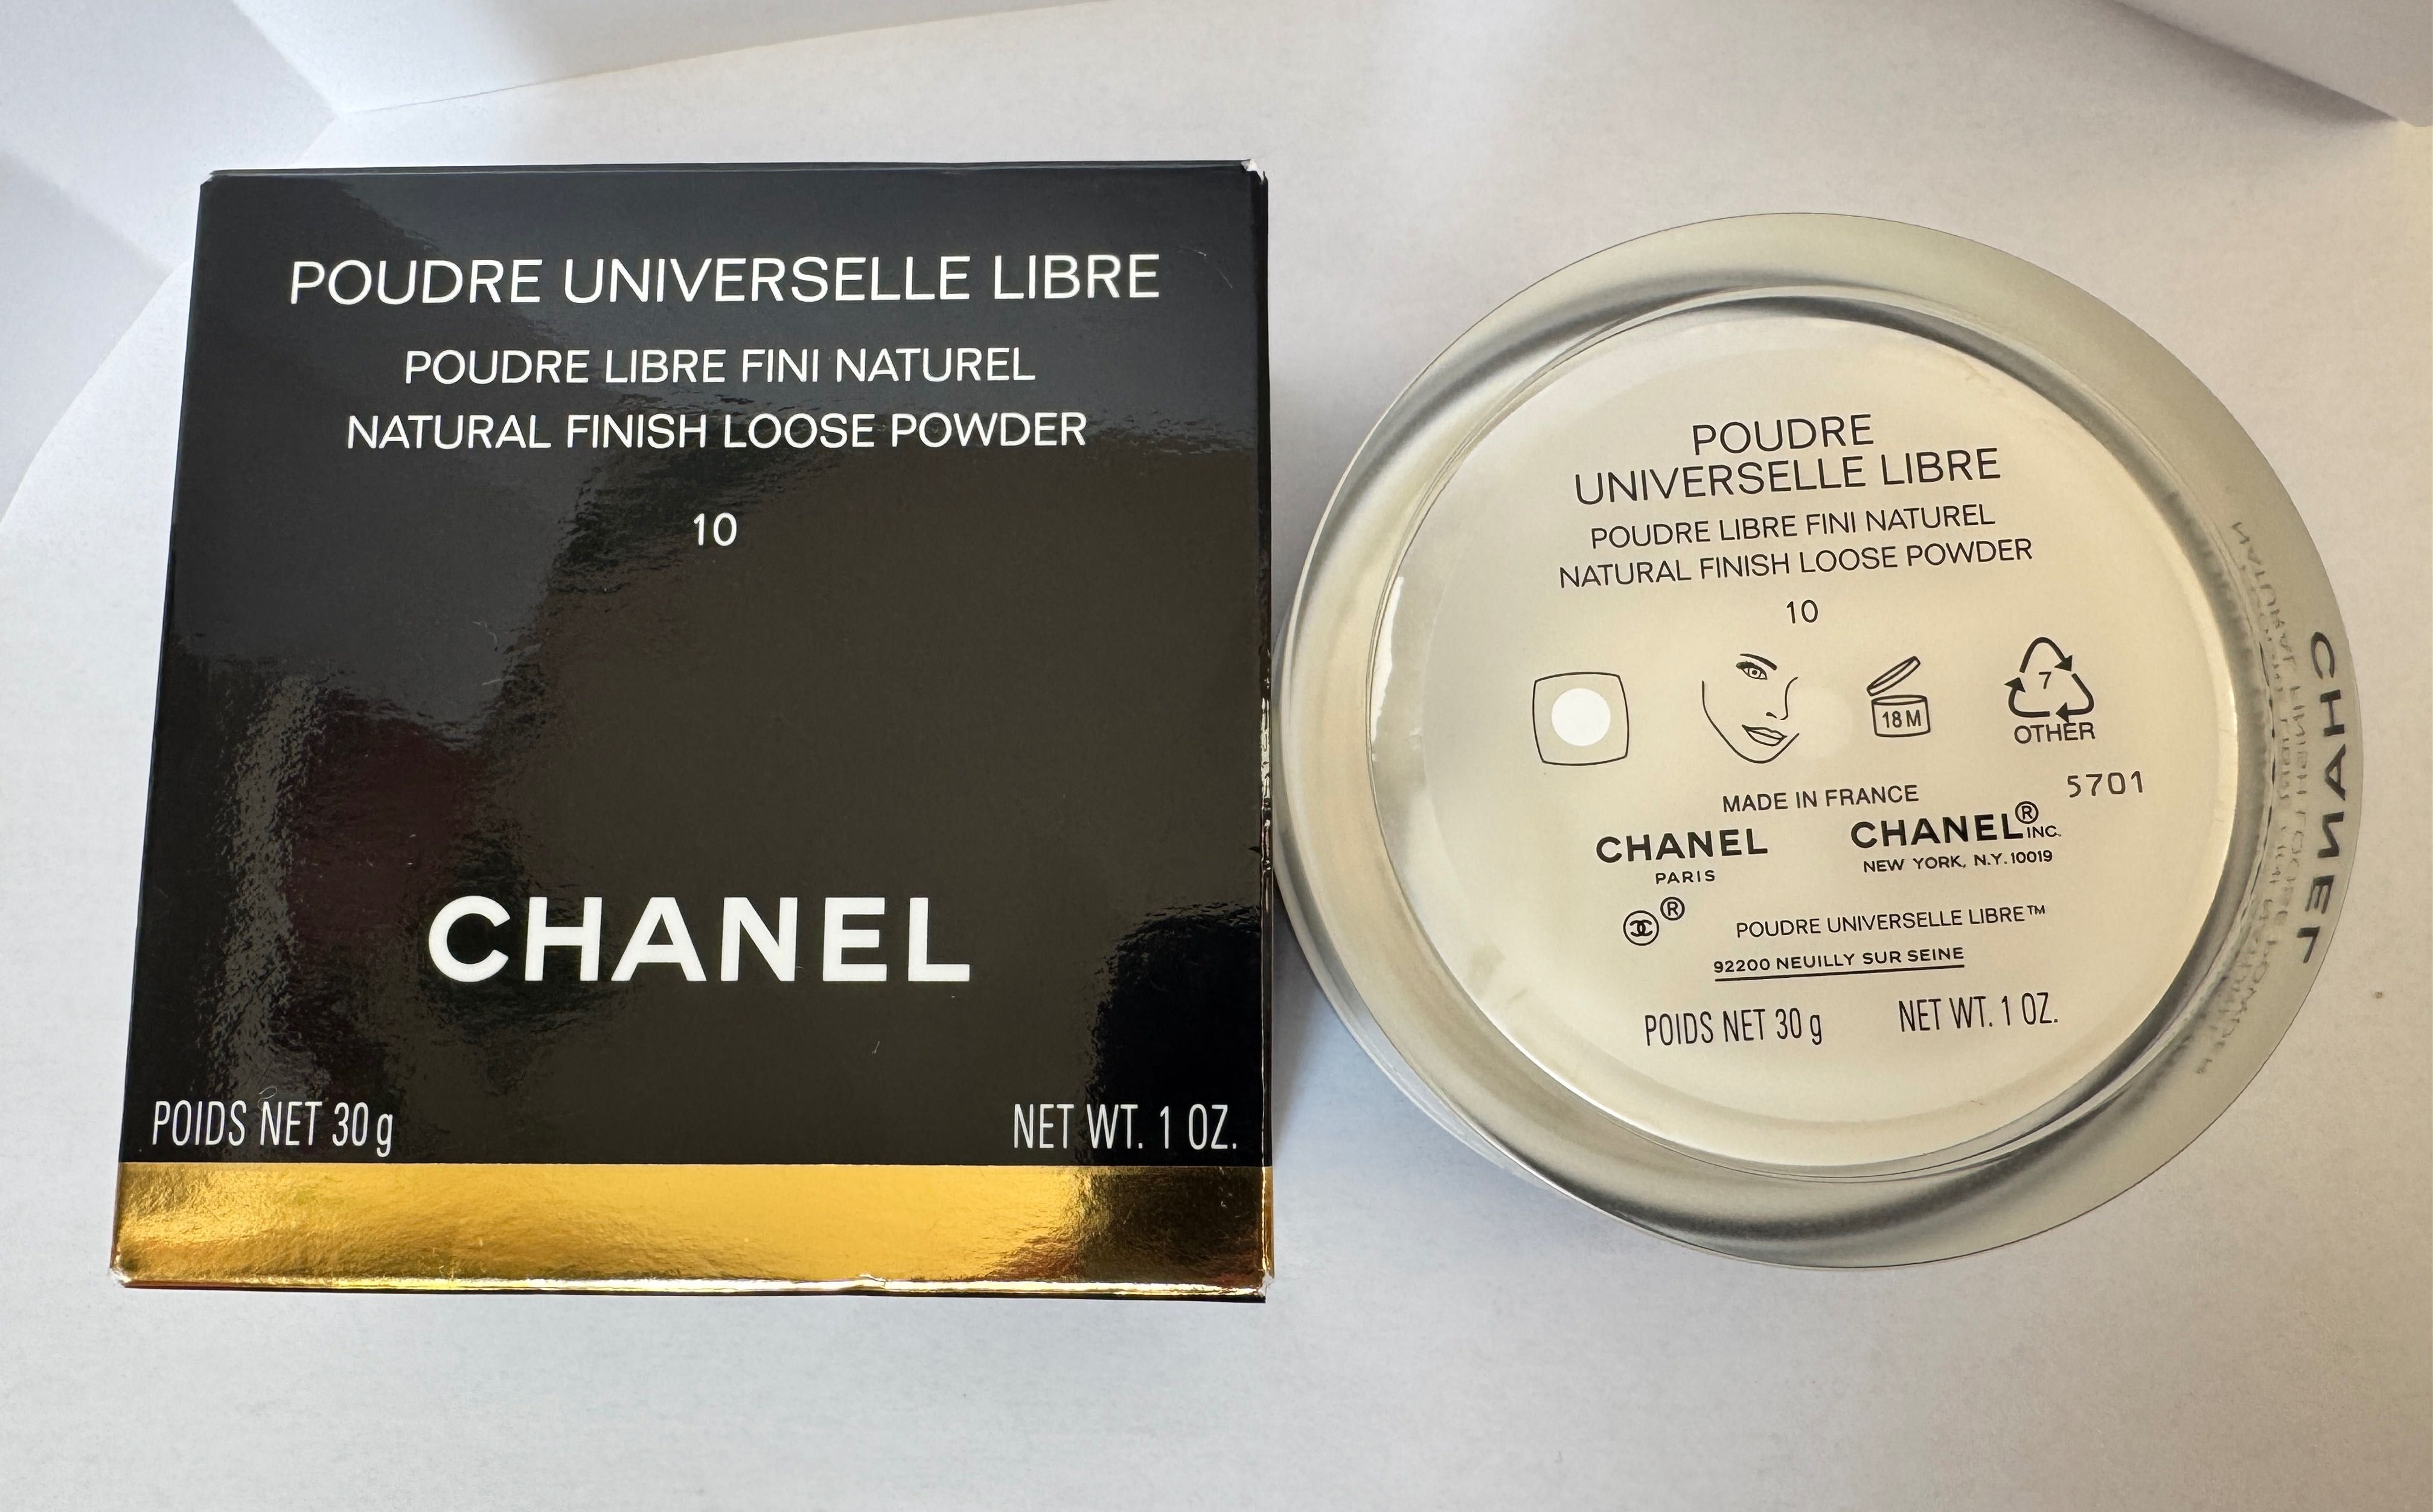 POUDRE UNIVERSELLE LIBRE
POUDRE LIBRE FINI NATUREL
NATURAL FINISH LOOSE POWDER
10
CHANEL
POIDS NET 30 g
NET WT. 1 OZ.
POUDRE
UNIVERSELLE LIBRE
POUDRE LIBRE FINI NATUREL
NATURAL FINISH LOOSE POWDER
10
18 M
7
OTHER
5701
MADE IN FRANCE
CHANEL
PARIS
CHANEL® INC.
NEW YORK, N.Y. 10019
®
POUDRE UNIVERSELLE LIBRE™
92200 NEUILLY SUR SEINE
POIDS NET 30 g
NET WT. 1 OZ.
CHANEL